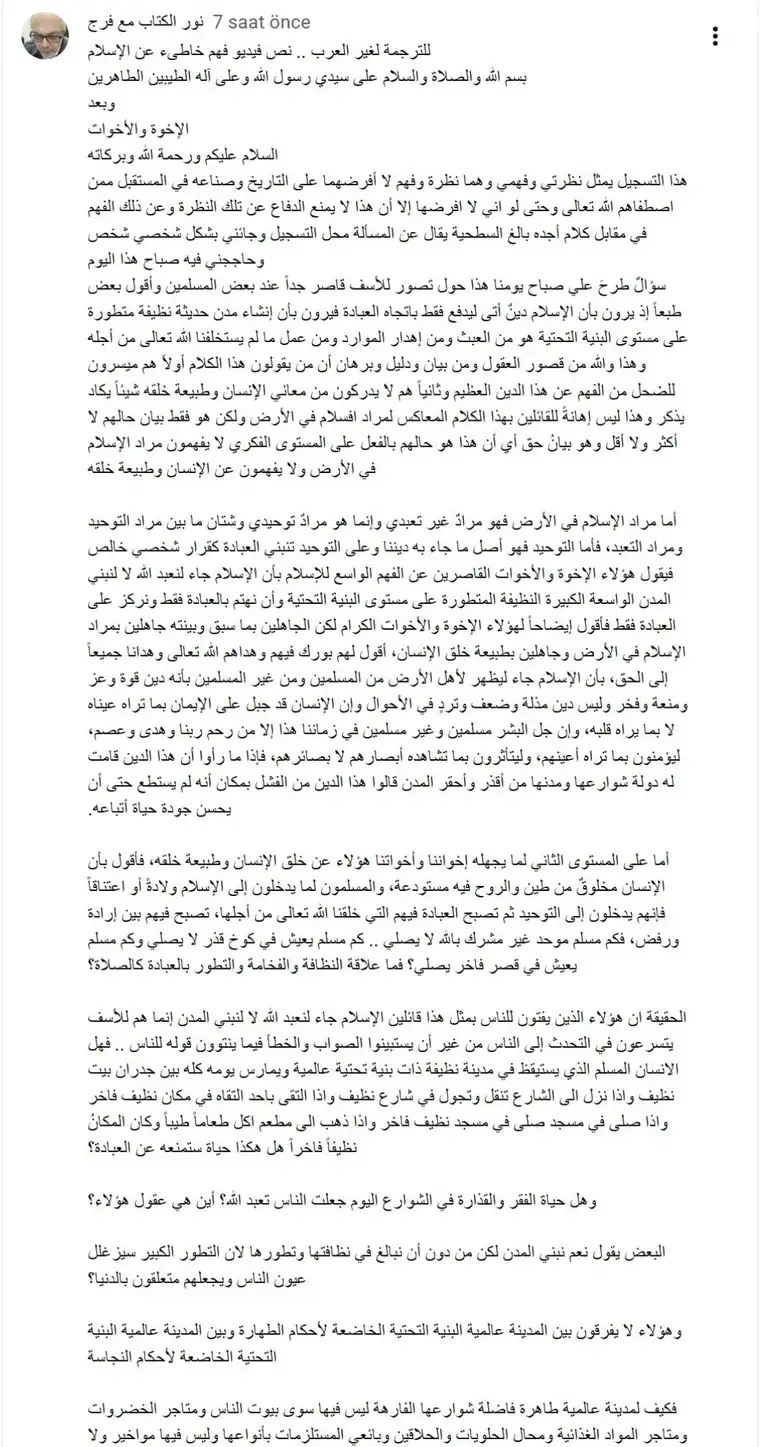 نور الكتاب مع فرج 7 saat önce
للترجمة لغير العرب .. نص فيديو فهم خاطىء عن الإسلام
بسم الله والصلاة والسلام على سيدي رسول الله وعلى آله الطيبين الطاهرين
وبعد
الإخوة والأخوات
السلام عليكم ورحمة الله وبركاته
هذا التسجيل يمثل نظرتي وفهمي وهما نظرة وفهم لا أفرضهما على التاريخ وصناعه في المستقبل ممن
اصطفاهم الله تعالى وحتى لو اني لا افرضها إلا أن هذا لا يمنع الدفاع عن تلك النظرة وعن ذلك الفهم
في مقابل كلام أجده بالغ السطحية يقال عن المسألة محل التسجيل وجائني بشكل شخصي شخص
وحاججني فيه صباح هذا اليوم
سؤالٌ طرحَ علي صباح يومنا هذا حول تصور للأسف قاصر جداً عند بعض المسلمين وأقول بعض
طبعاً إذ يرون بأن الإسلام دينٌ أتى ليدفع فقط باتجاه العبادة فيرون بأن إنشاء مدن حديثة نظيفة متطورة
على مستوى البنية التحتية هو من العبث ومن إهدار الموارد ومن عمل ما لم يستخلفنا الله تعالى من أجله
وهذا والله من قصور العقول ومن بيان ودليل وبرهان أن من يقولون هذا الكلام أولاً هم ميسرون
للضحل من الفهم عن هذا الدين العظيم وثانياً هم لا يدركون من معاني الإنسان وطبيعة خلقه شيئاً يكاد
يذكر وهذا ليس إهانةً للقائلين بهذا الكلام المعاكس لمراد افسلام في الأرض ولكن هو فقط بيان حالهم لا
أكثر ولا أقل وهو بيانُ حق أي أن هذا هو حالهم بالفعل على المستوى الفكري لا يفهمون مراد الإسلام
في الأرض ولا يفهمون عن الإنسان وطبيعة خلقه
أما مراد الإسلام في الأرض فهو مرادٌ غير تعبدي وإنما هو مرادٌ توحيدي وشتان ما بين مراد التوحيد
ومراد التعبد، فأما التوحيد فهو أصل ما جاء به ديننا وعلى التوحيد تنبني العبادة كقرار شخصي خالص
فيقول هؤلاء الإخوة والأخوات القاصرين عن الفهم الواسع للإسلام بأن الإسلام جاء لنعبد الله لا لنبني
المدن الواسعة الكبيرة النظيفة المتطورة على مستوى البنية التحتية وأن نهتم بالعبادة فقط ونركز على
العبادة فقط فأقول إيضاحاً لهؤلاء الإخوة والأخوات الكرام لكن الجاهلين بما سبق وبينته جاهلين بمراد
الإسلام في الأرض وجاهلين بطبيعة خلق الإنسان، أقول لهم بورك فيهم وهداهم الله تعالى وهدانا جميعاً
إلى الحق، بأن الإسلام جاء ليظهر لأهل الأرض من المسلمين ومن غير المسلمين بأنه دين قوة وعز
ومنعة وفخر وليس دين مذلة وضعف وتردٍ في الأحوال وإن الإنسان قد جبل على الإيمان بما تراه عيناه
لا بما يراه قلبه، وإن جل البشر مسلمين وغير مسلمين في زماننا هذا إلا من رحم ربنا وهدى وعصم،
ليؤمنون بما تراه أعينهم، وليتأثرون بما تشاهده أبصارهم لا بصائرهم، فإذا ما رأوا أن هذا الدين قامت
له دولة شوارعها ومدنها من أقذر وأحقر المدن قالوا هذا الدين من الفشل بمكان أنه لم يستطع حتى أن
يحسن جودة حياة أتباعه.
أما على المستوى الثاني لما يجهله إخواننا وأخواتنا هؤلاء عن خلق الإنسان وطبيعة خلقه، فأقول بأن
الإنسان مخلوقٌ من طين والروح فيه مستودعة، والمسلمون لما يدخلون إلى الإسلام ولادةً أو اعتناقاً
فإنهم يدخلون إلى التوحيد ثم تصبح العبادة فيهم التي خلقنا الله تعالى من أجلها، تصبح فيهم بين إرادة
ورفض، فكم مسلم موحد غير مشرك بالله لا يصلي .. كم مسلم يعيش في كوخ قذر لا يصلي وكم مسلم
يعيش في قصر فاخر يصلي؟ فما علاقة النظافة والفخامة والتطور بالعبادة كالصلاة؟
الحقيقة ان هؤلاء الذين يفتون للناس بمثل هذا قائلين الإسلام جاء لنعبد الله لا لنبني المدن إنما هم للأسف
يتسرعون في التحدث إلى الناس من غير أن يستبينوا الصواب والخطأ فيما ينتوون قوله للناس .. فهل
الانسان المسلم الذي يستيقظ في مدينة نظيفة ذات بنية تحتية عالمية ويمارس يومه كله بين جدران بيت
نظيف واذا نزل الى الشارع تنقل وتجول في شارع نظيف واذا التقى باحد التقاه في مكان نظيف فاخر
واذا صلى في مسجد صلى في مسجد نظيف فاخر واذا ذهب الى مطعم اكل طعاماً طيباً وكان المكانُ
نظيفاً فاخراً هل هكذا حياة ستمنعه عن العبادة؟
وهل حياة الفقر والقذارة في الشوارع اليوم جعلت الناس تعبد الله؟ أين هي عقول هؤلاء؟
البعض يقول نعم نبني المدن لكن من دون أن نبالغ في نظافتها وتطورها لان التطور الكبير سيزغلل
عيون الناس ويجعلهم متعلقون بالدنيا؟
وهؤلاء لا يفرقون بين المدينة عالمية البنية التحتية الخاضعة لأحكام الطهارة وبين المدينة عالمية البنية
التحتية الخاضعة لأحكام النجاسة
فكيف لمدينة عالمية طاهرة فاضلة شوارعها الفارهة ليس فيها سوى بيوت الناس ومتاجر الخضروات
ومتاجر المواد الغذائية ومحال الحلويات والحلاقين وبائعي المستلزمات بأنواعها وليس فيها مواخير ولا